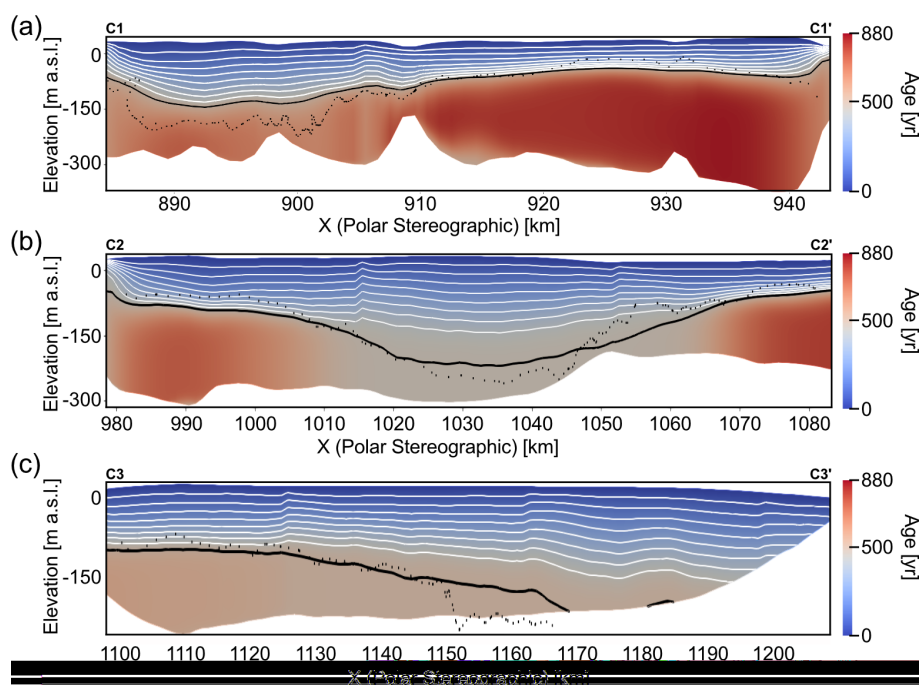 (a)
C1 C1'
Elevation [m a.s.l.]
0
-150
-300
890 900 910 920 930 940
X (Polar Stereographic) [km]
880
500
0
Age [yr]
(b)
C2 C2'
Elevation [m a.s.l.]
0
-150
-300
980 990 1000 1010 1020 1030 1040 1050 1060 1070 1080
X (Polar Stereographic) [km]
880
500
0
Age [yr]
(c)
C3 C3'
Elevation [m a.s.l.]
0
-150
1100 1110 1120 1130 1140 1150 1160 1170 1180 1190 1200
X (Polar Stereographic) [km]
880
500
0
Age [yr]